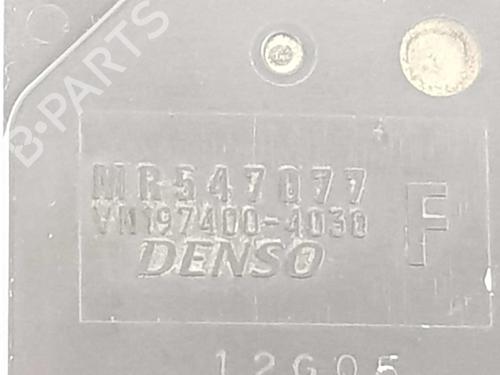 B-PARTS
MR547077
VN197400-4030
DENSO
F
12G05